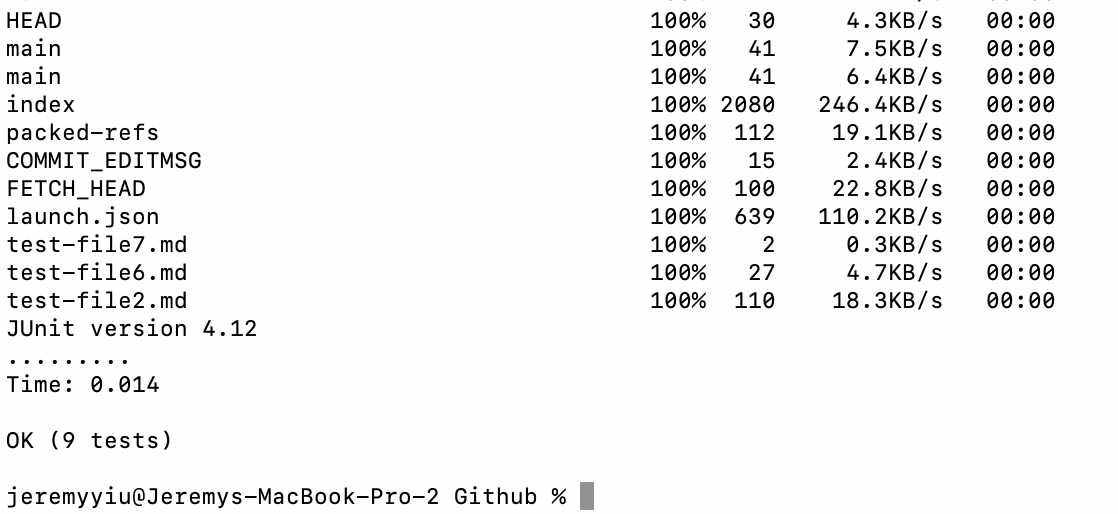 HEAD 100% 30 4.3KB/s 00:00
main 100% 41 7.5KB/s 00:00
main 100% 41 6.4KB/s 00:00
index 100% 2080 246.4KB/s 00:00
packed-refs 100% 112 19.1KB/s 00:00
COMMIT_EDITMSG 100% 15 2.4KB/s 00:00
FETCH_HEAD 100% 100 22.8KB/s 00:00
launch.json 100% 639 110.2KB/s 00:00
test-file7.md 100% 2 0.3KB/s 00:00
test-file6.md 100% 27 4.7KB/s 00:00
test-file2.md 100% 110 18.3KB/s 00:00
JUnit version 4.12
.........
Time: 0.014
OK (9 tests)
jeremyyiu@Jeremys-MacBook-Pro-2 Github %